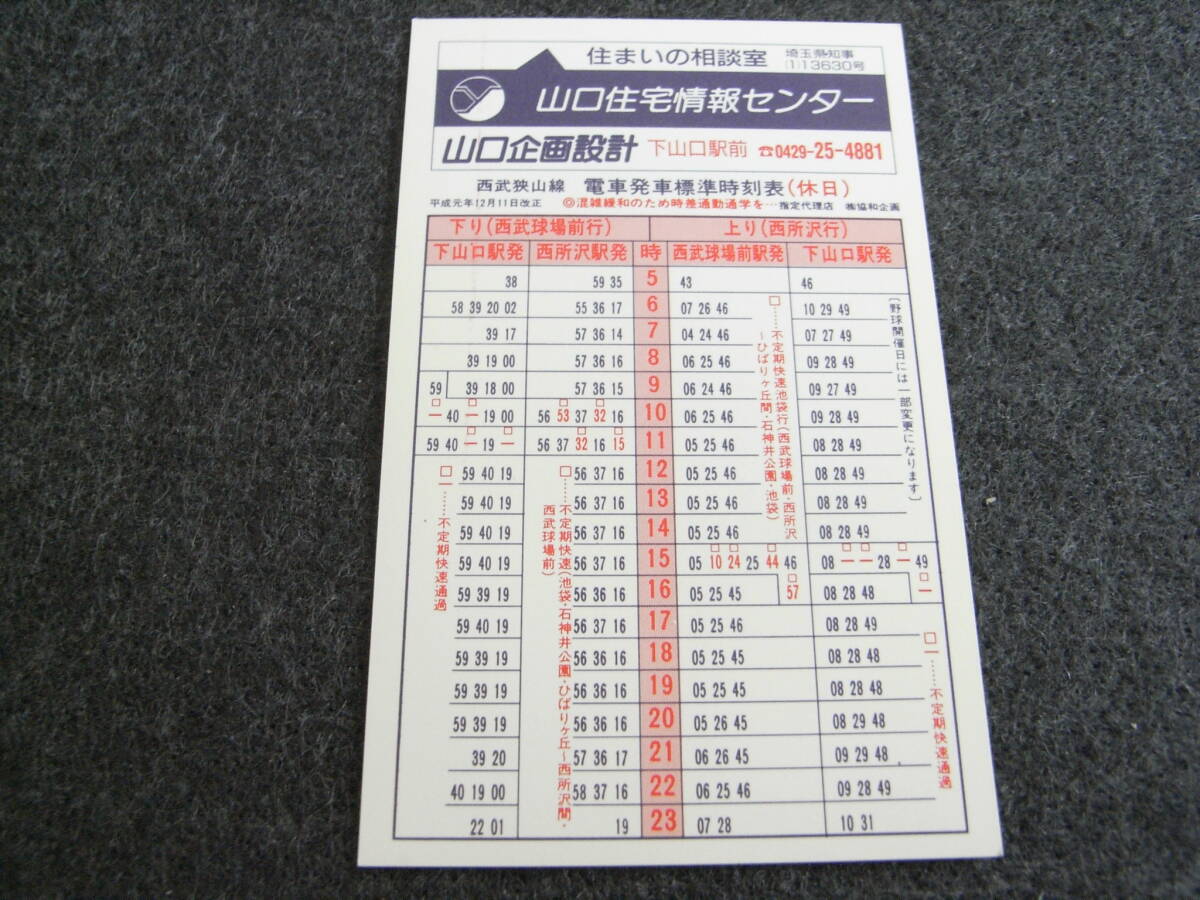 住まいの相談室 埼玉県知事
(1)13630号
山口住宅情報センター
山口企画設計 下山口駅前 ☎0429-25-4881
西武狭山線 電車発車標準時刻表(休日)
平成元年12月11日改正 ◎混雑緩和のため時差通動通学を…指定代理店 ㈱協和企画
下り(西武球場前行) 上り(西所沢行)
下山口駅発 西所沢駅発 時 西武球場前駅発 下山口駅発
38 59 35 5 43 46
58 39 20 02 55 36 17 6 07 26 46 10 29 49
39 17 57 36 14 7 04 24 46 07 27 49
39 19 00 57 36 16 8 06 25 46 09 28 49
59 39 18 00 57 36 15 9 06 24 46 09 27 49
一 40 一 19 00 56 53 37 32 16 10 06 25 46 09 28 49
59 40 一 19 一 56 37 32 16 15 11 05 25 46 08 28 49
59 40 19 56 37 16 12 05 25 46 08 28 49
59 40 19 56 37 16 13 05 25 46 08 28 49
59 40 19 56 37 16 14 05 25 46 08 28 49
59 40 19 56 37 16 15 05 10 24 25 44 46 08 一 一 28 一 49
59 39 19 56 36 16 16 05 25 45 57 08 28 48 一
59 40 19 56 37 16 17 05 25 46 08 28 49
59 39 19 56 36 16 18 05 25 45 08 28 48
59 39 19 56 36 16 19 05 25 45 08 28 48
59 39 19 56 36 16 20 05 26 45 08 29 48
39 20 57 36 17 21 06 26 45 09 29 48
40 19 00 58 37 16 22 06 25 46 09 28 49
22 01 19 23 07 28 10 31
□一……不定期快速通過
□……不定期快速(池袋・石神井公園・ひばりヶ丘〜西所沢間・
西武球場前)
□……不定期快速池袋行(西武球場前・西所沢
〜ひばりヶ丘間・石神井公園・池袋)
(野球開催日には一部変更になります)
□一……不定期快速通過